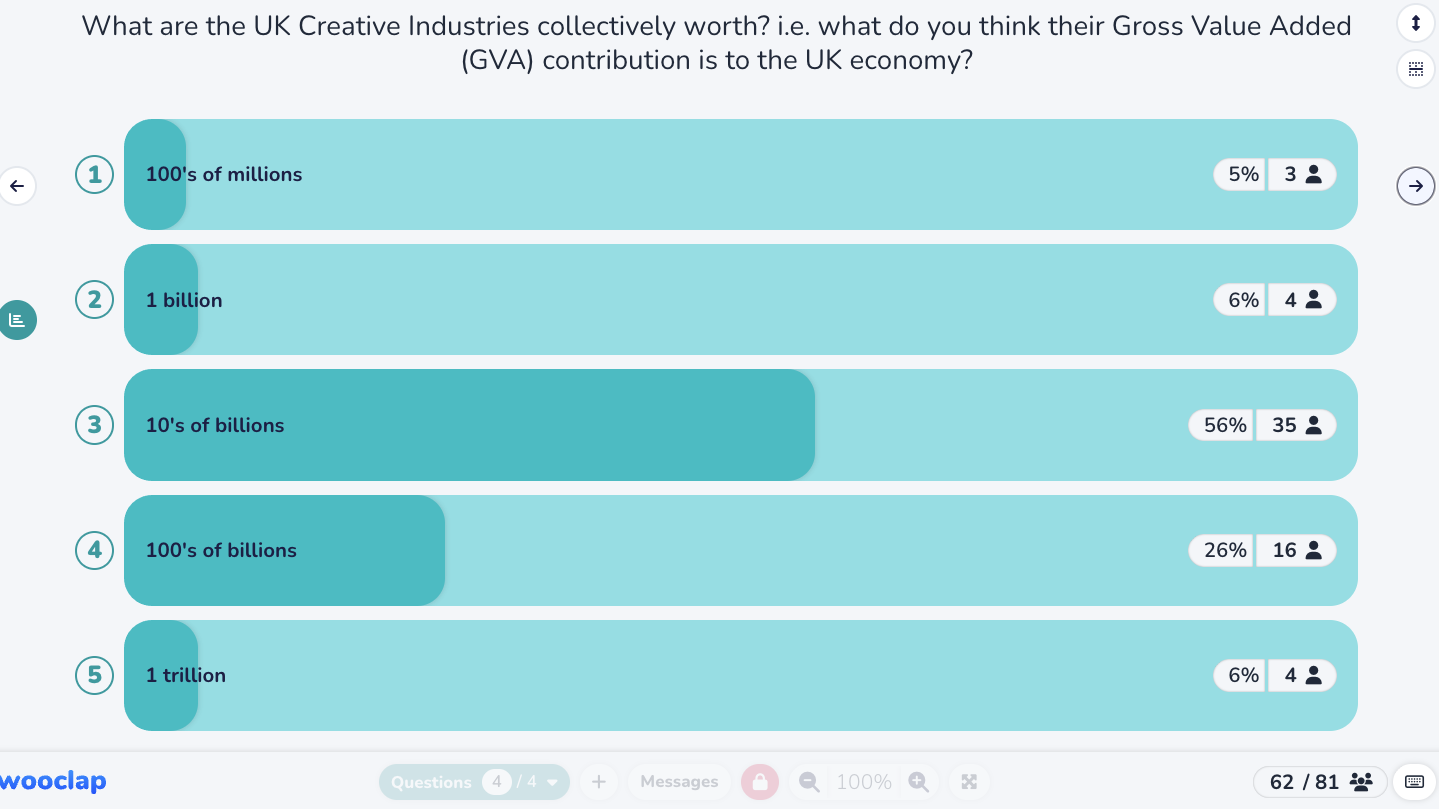 What are the UK Creative Industries collectively worth? i.e. what do you think their Gross Value Added
(GVA) contribution is to the UK economy?
1 100's of millions 5% 3
2 1 billion 6% 4
3 10's of billions 56% 35
4 100's of billions 26% 16
5 1 trillion 6% 4
wooclap Questions 4 / 4 + Messages 100% 62 / 81